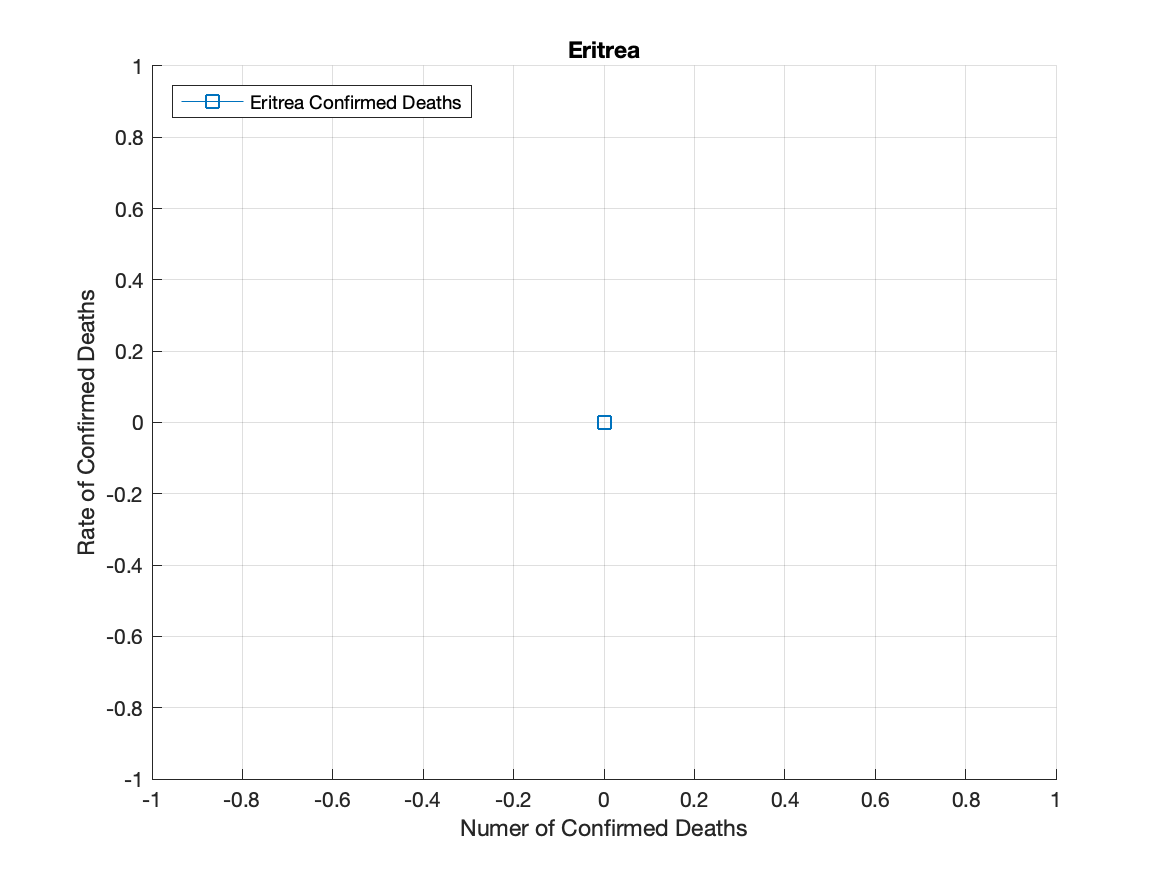 Eritrea
Eritrea Confirmed Deaths
1
0.8
0.6
0.4
0.2
0
-0.2
-0.4
-0.6
-0.8
-1
Rate of Confirmed Deaths
-1 -0.8 -0.6 -0.4 -0.2 0 0.2 0.4 0.6 0.8 1
Numer of Confirmed Deaths